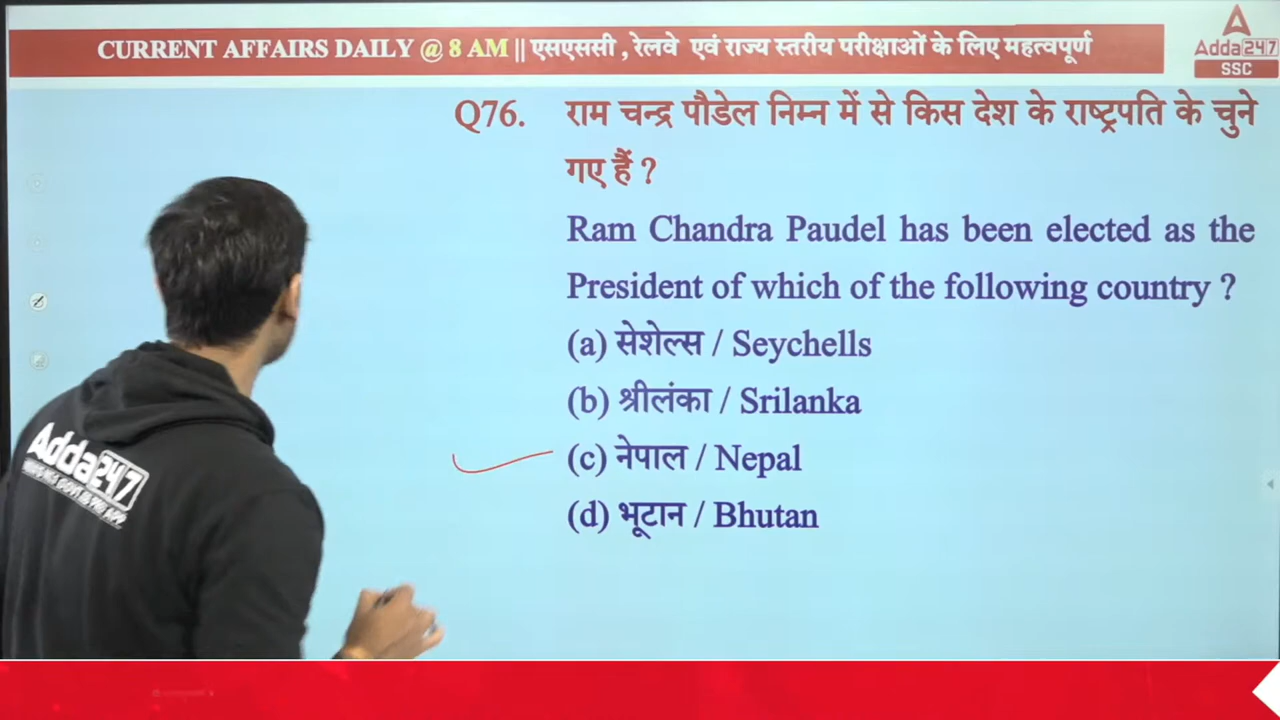 CURRENT AFFAIRS DAILY @ 8 AM || एसएससी , रेलवे एवं राज्य स्तरीय परीक्षाओं के लिए महत्वपूर्ण
Adda247
SSC
Q76. राम चन्द्र पौडेल निम्न में से किस देश के राष्ट्रपति के चुने
गए हैं ?
Ram Chandra Paudel has been elected as the
President of which of the following country ?
(a) सेशेल्स / Seychells
(b) श्रीलंका / Srilanka
(c) नेपाल / Nepal
(d) भूटान / Bhutan
Adda247